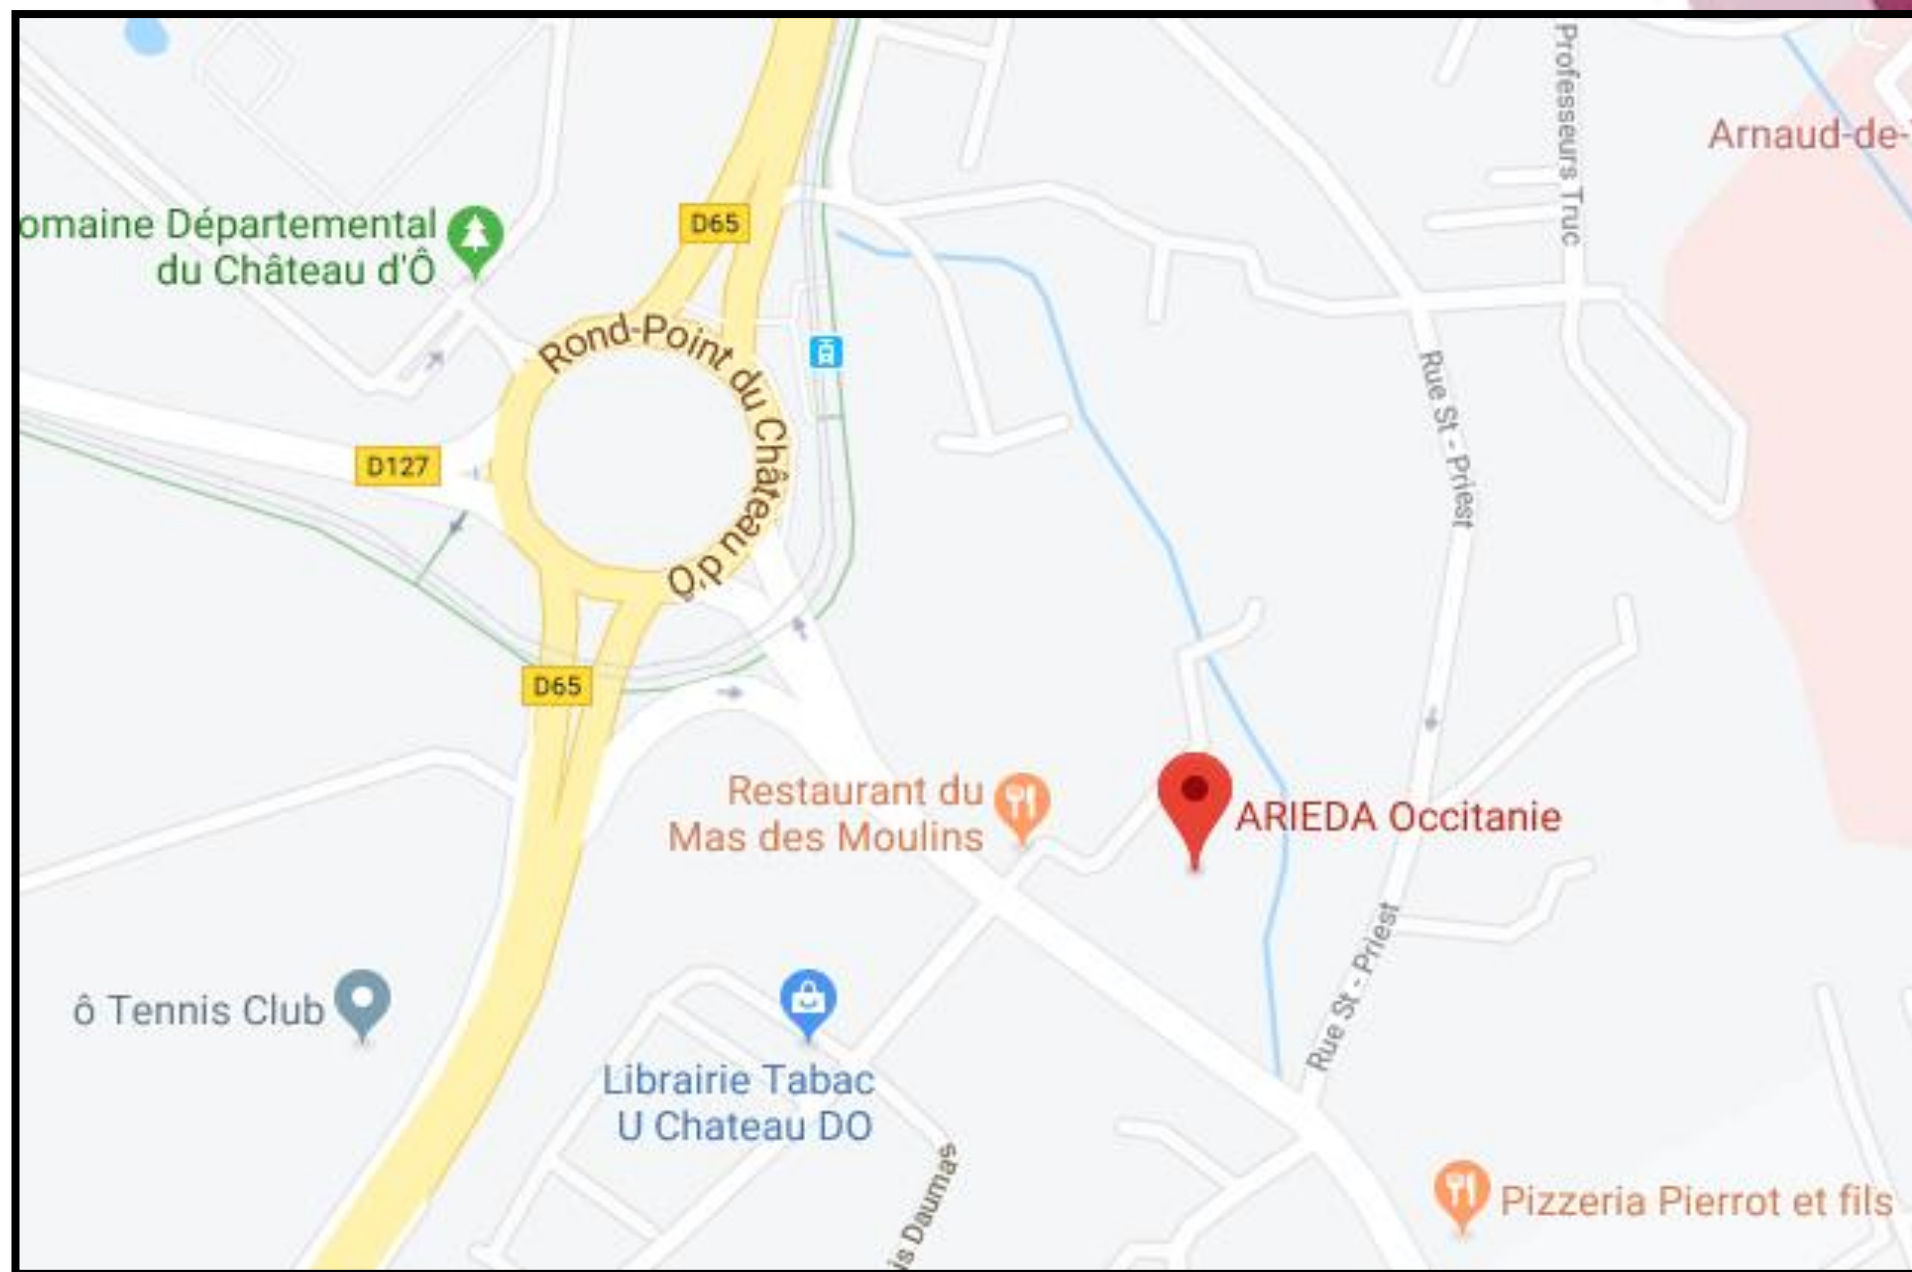 Professeurs Truc
Arnaud-de-
omaine Départemental
du Château d'Ô
D65
Rond-Point du Château d'Ô
Rue St - Priest
D127
D65
Restaurant du
Mas des Moulins
ARIEDA Occitanie
Rue St - Priest
ô Tennis Club
Librairie Tabac
U Chateau DO
is Daumas
Pizzeria Pierrot et fils